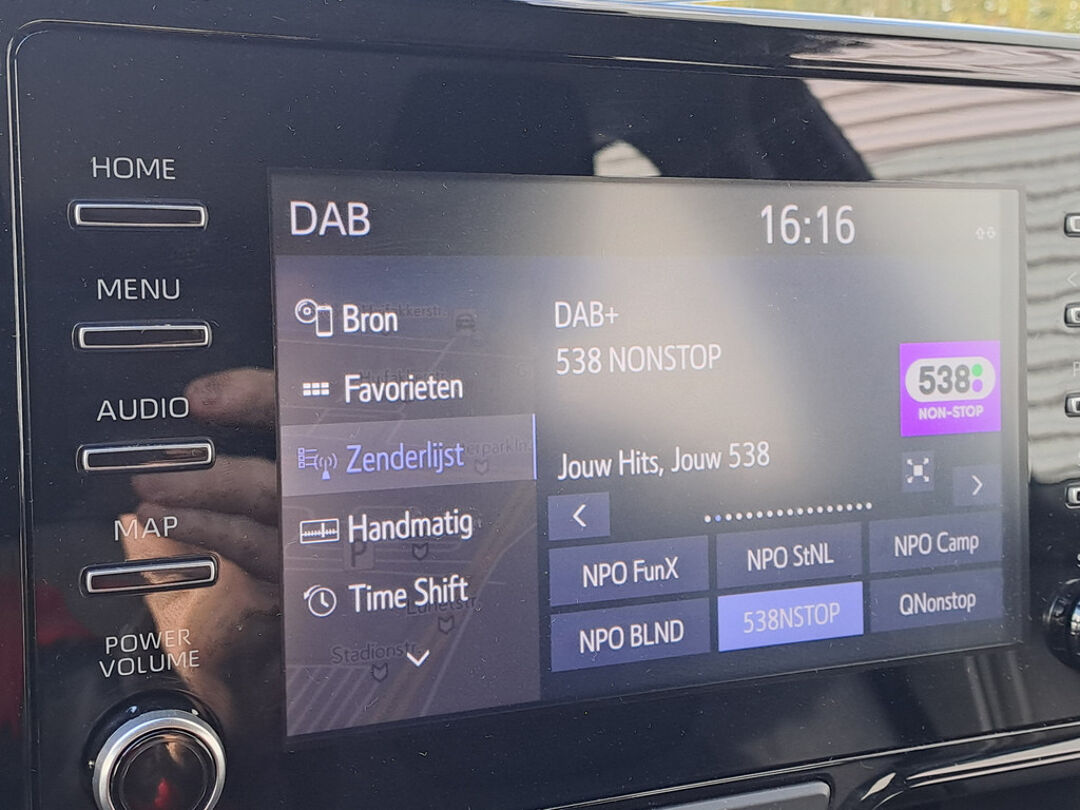 HOME
MENU
AUDIO
MAP
POWER
VOLUME
DAB
16:16
Bron
Favorieten
Zenderlijst
Handmatig
Time Shift
Stadionstr.
DAB+
538 NONSTOP
538
NON-STOP
Jouw Hits, Jouw 538
NPO FunX
NPO StNL
NPO Camp
NPO BLND
538NSTOP
QNonstop